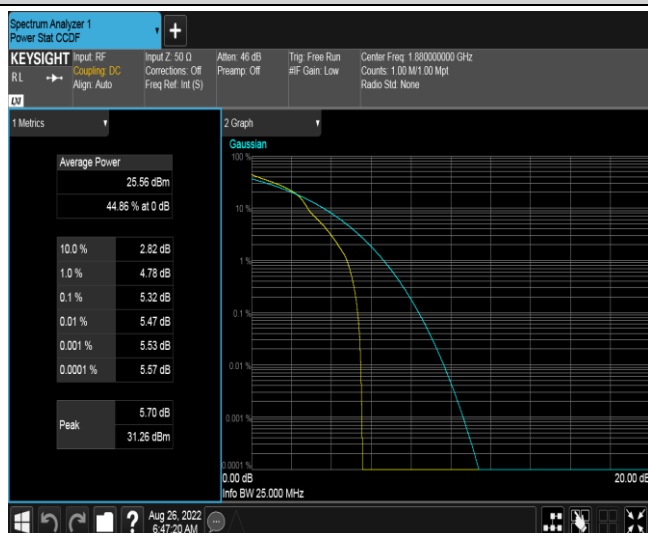 Spectrum Analyzer 1
Power Stat CCDF
KEYSIGHT
R L
LXI
Input: RF
Coupling: DC
Align: Auto
Input Z: 50 Ω
Corrections: Off
Freq Ref: Int (S)
Atten: 46 dB
Preamp: Off
Trig: Free Run
#IF Gain: Low
Center Freq: 1.880000000 GHz
Counts: 1.00 M/1.00 Mpt
Radio Std: None
1 Metrics
Average Power
25.56 dBm
44.86 % at 0 dB
10.0 % 2.82 dB
1.0 % 4.78 dB
0.1 % 5.32 dB
0.01 % 5.47 dB
0.001 % 5.53 dB
0.0001 % 5.57 dB
Peak
5.70 dB
31.26 dBm
2 Graph
Gaussian
100 %
10 %
1 %
0.1 %
0.01 %
0.001 %
0.0001 %
0.00 dB
20.00 dB
Info BW 25.000 MHz
Aug 26, 2022
6:47:20 AM